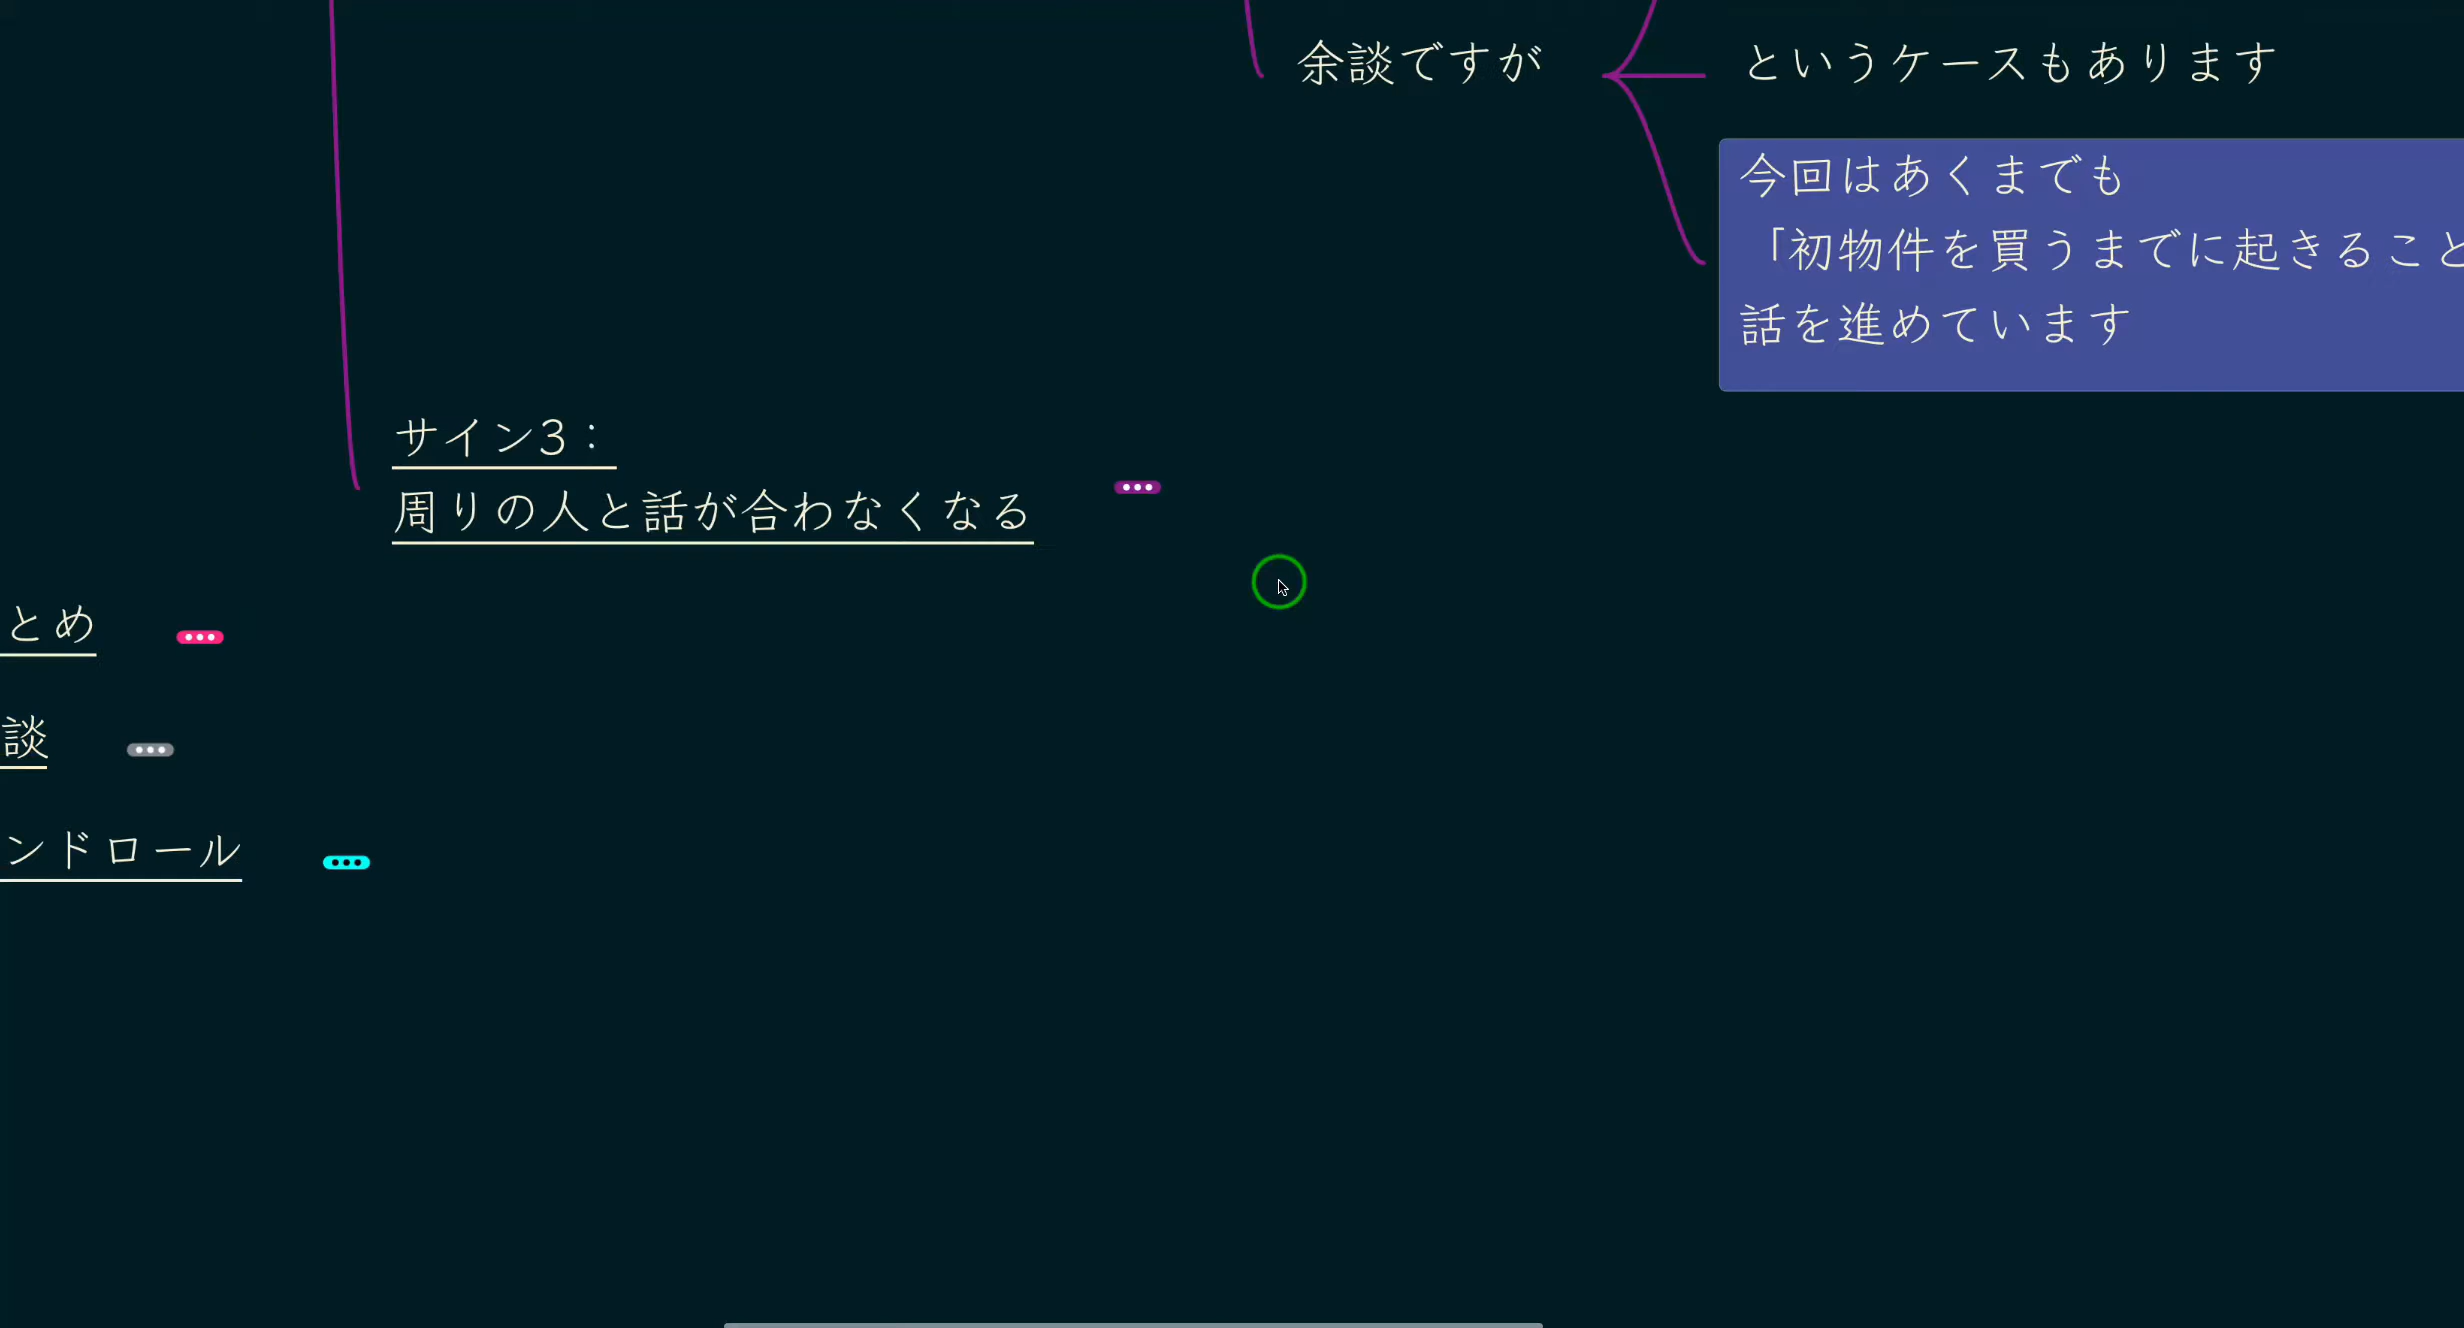 余談ですが
というケースもあります
今回はあくまでも
「初物件を買うまでに起きること
話を進めています
サイン3：
周りの人と話が合わなくなる
とめ
談
ンドロール